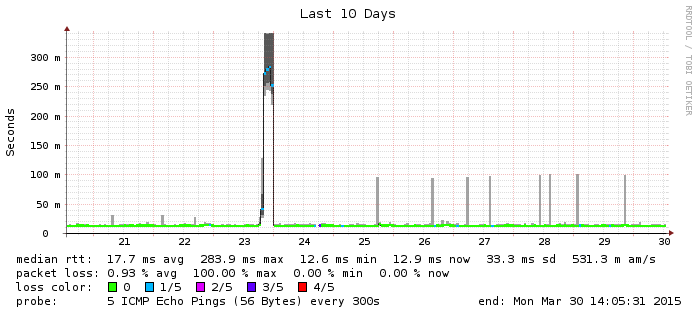 Last 10 Days
RRDTOOL / TOBI OETIKER
Seconds
300 m
250 m
200 m
150 m
100 m
50 m
0
21 22 23 24 25 26 27 28 29 30
median rtt: 17.7 ms avg 283.9 ms max 12.6 ms min 12.9 ms now 33.3 ms sd 531.3 m am/s
packet loss: 0.93 % avg 100.00 % max 0.00 % min 0.00 % now
loss color: 0 1/5 2/5 3/5 4/5
probe: 5 ICMP Echo Pings (56 Bytes) every 300s end: Mon Mar 30 14:05:31 2015